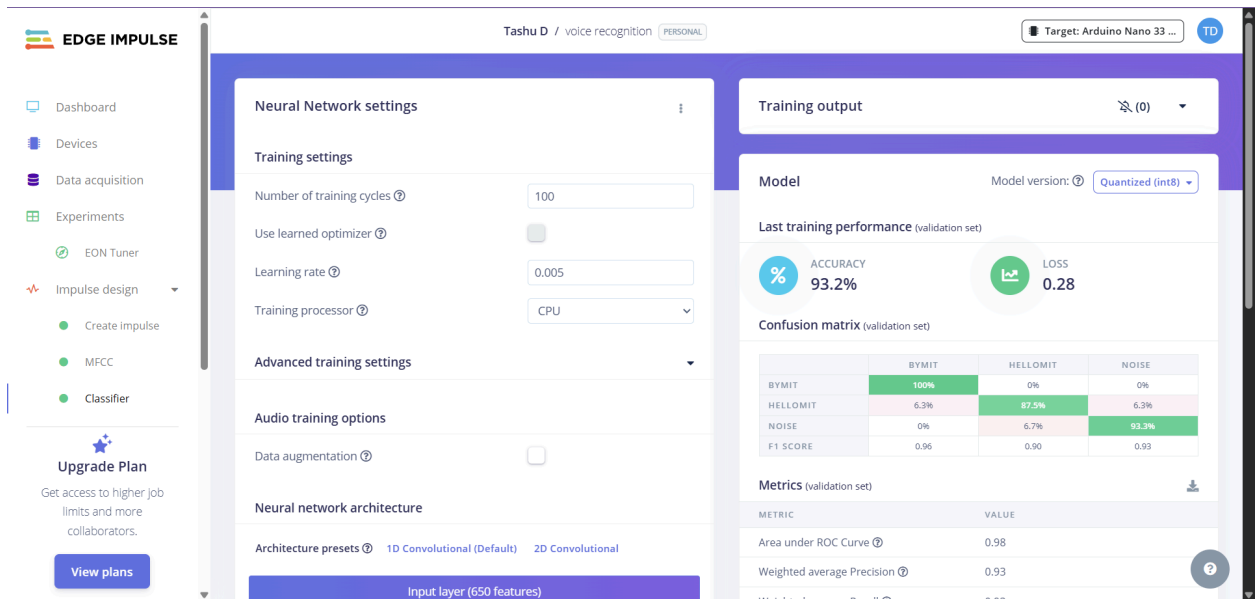 EDGE IMPULSE
Tashu D / voice recognition PERSONAL
Target: Arduino Nano 33 ...
TD
Dashboard
Devices
Data acquisition
Experiments
EON Tuner
Impulse design
Create impulse
MFCC
Classifier
Upgrade Plan
Get access to higher job
limits and more
collaborators.
View plans
Neural Network settings
Training settings
Number of training cycles ? 100
Use learned optimizer ?
Learning rate ? 0.005
Training processor ? CPU
Advanced training settings
Audio training options
Data augmentation ?
Neural network architecture
Architecture presets ? 1D Convolutional (Default) 2D Convolutional
Input layer (650 features)
Training output (0)
Model Model version: ? Quantized (int8)
Last training performance (validation set)
% ACCURACY
93.2%
LOSS
0.28
Confusion matrix (validation set)
BYMIT HELLOMIT NOISE
BYMIT 100% 0% 0%
HELLOMIT 6.3% 87.5% 6.3%
NOISE 0% 6.7% 93.3%
F1 SCORE 0.96 0.90 0.93
Metrics (validation set)
METRIC VALUE
Area under ROC Curve ? 0.98
Weighted average Precision ? 0.93
?